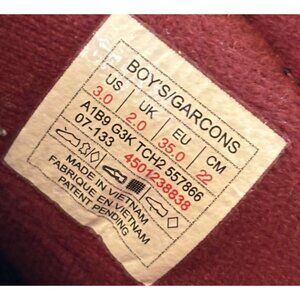 BOY'S/GARCONS
US UK EU CM
3.0 2.0 35.0 22
A1B9 G3K TCH2 557866
07-133 4501238838
MADE IN VIETNAM
FABRIQUE EN VIETNAM
PATENT PENDING